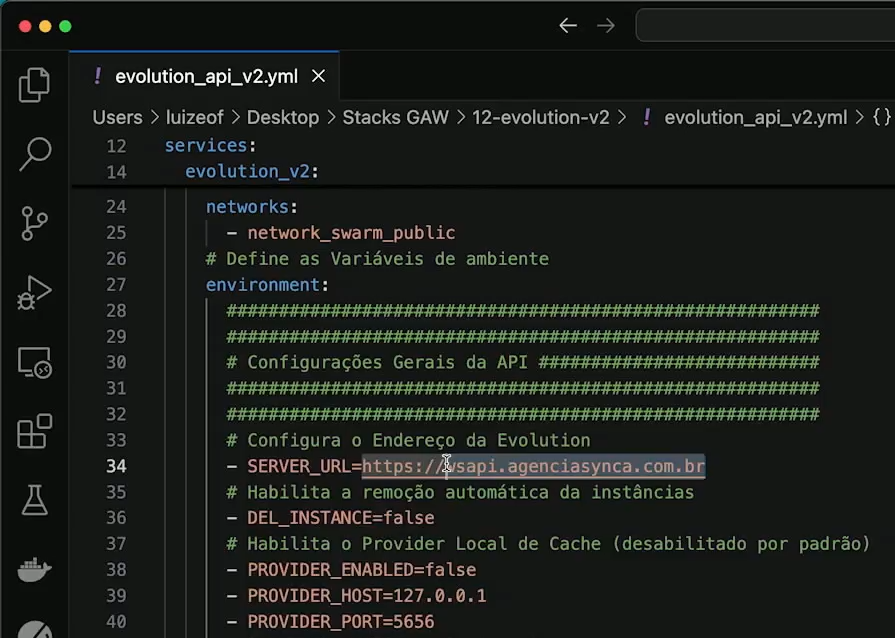 ! evolution_api_v2.yml ×
Users > luizeof > Desktop > Stacks GAW > 12-evolution-v2 > ! evolution_api_v2.yml > {}
12 services:
14 evolution_v2:
24 networks:
25 - network_swarm_public
26 # Define as Variáveis de ambiente
27 environment:
28 #########################################################
29 #########################################################
30 # Configurações Gerais da API ###########################
31 #########################################################
32 #########################################################
33 # Configura o Endereço da Evolution
34 - SERVER_URL=https://wsapi.agenciasynca.com.br
35 # Habilita a remoção automática da instâncias
36 - DEL_INSTANCE=false
37 # Habilita o Provider Local de Cache (desabilitado por padrão)
38 - PROVIDER_ENABLED=false
39 - PROVIDER_HOST=127.0.0.1
40 - PROVIDER_PORT=5656